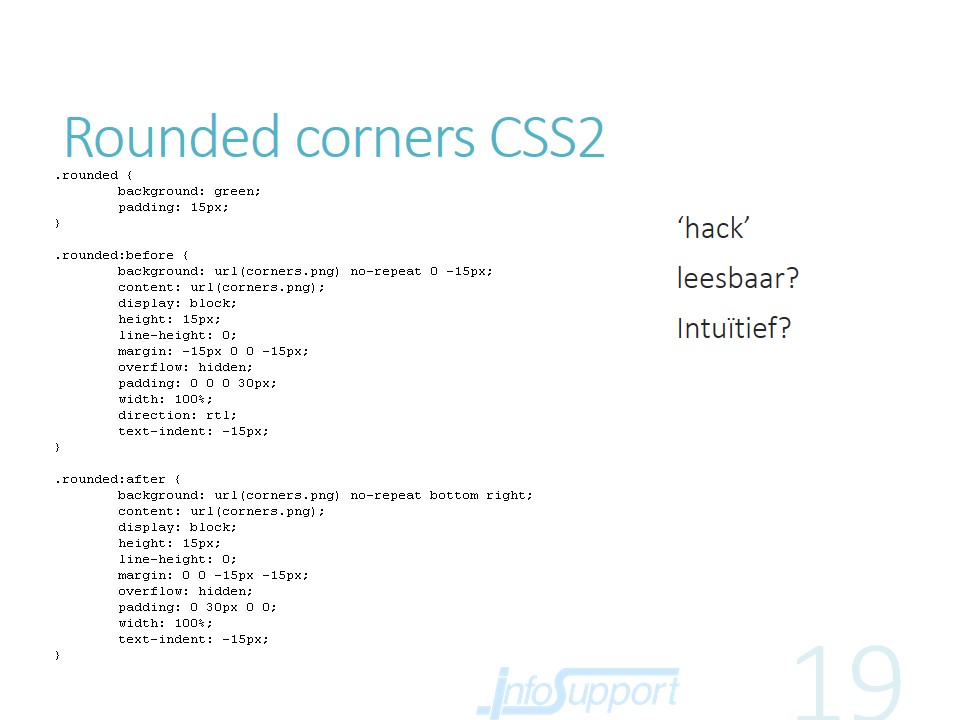 Rounded corners CSS2
.rounded {
background: green;
padding: 15px;
}
.rounded:before {
background: url(corners.png) no-repeat 0 -15px;
content: url(corners.png);
display: block;
height: 15px;
line-height: 0;
margin: -15px 0 0 -15px;
overflow: hidden;
padding: 0 0 0 30px;
width: 100%;
direction: rtl;
text-indent: -15px;
}
.rounded:after {
background: url(corners.png) no-repeat bottom right;
content: url(corners.png);
display: block;
height: 15px;
line-height: 0;
margin: 0 0 -15px -15px;
overflow: hidden;
padding: 0 30px 0 0;
width: 100%;
text-indent: -15px;
}
‘hack’
leesbaar?
Intuïtief?
infoSupport
19